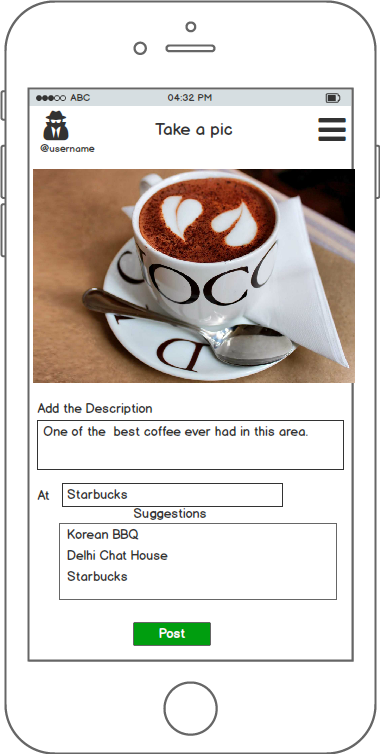 ABC 04:32 PM
@username
Take a pic
COCO
D
Add the Description
One of the best coffee ever had in this area.
At Starbucks
Suggestions
Korean BBQ
Delhi Chat House
Starbucks
Post